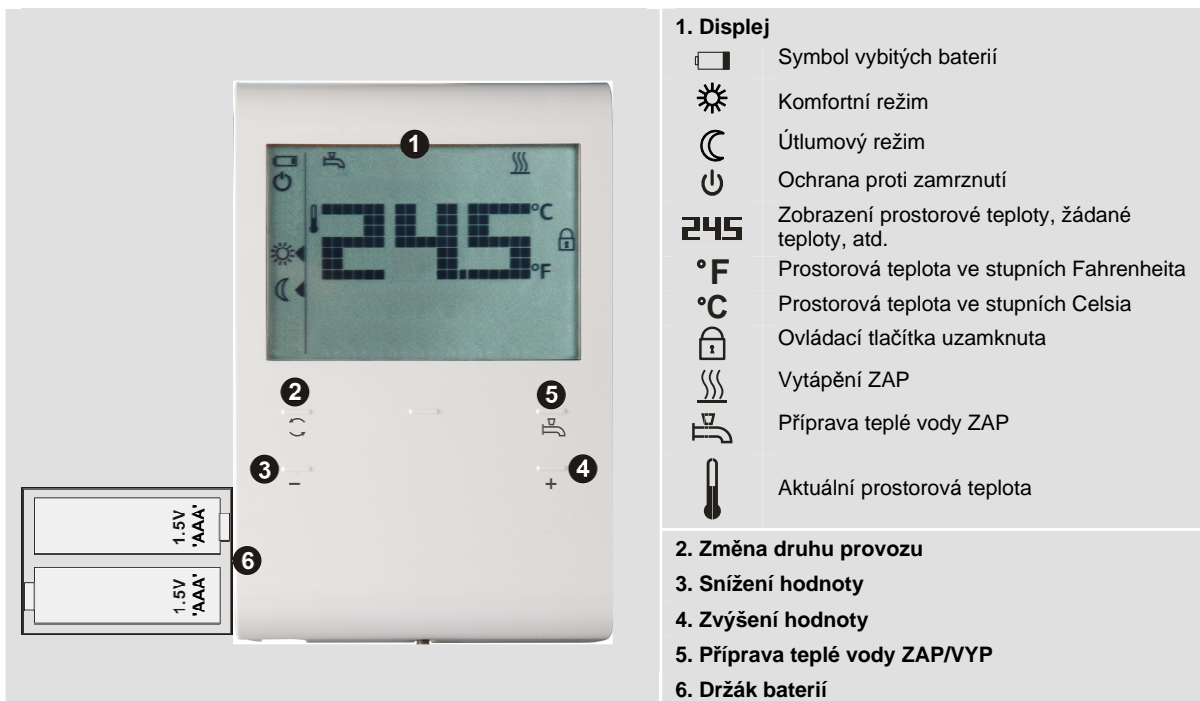 1
24.5
°C
°F
2
5
3
4
–
+
1.5V
'AAA'
6
1.5V
'AAA'
1. Displej
Symbol vybitých baterií
Komfortní režim
Útlumový režim
Ochrana proti zamrznutí
245 Zobrazení prostorové teploty, žádané
teploty, atd.
°F Prostorová teplota ve stupních Fahrenheita
°C Prostorová teplota ve stupních Celsia
Ovládací tlačítka uzamknuta
Vytápění ZAP
Příprava teplé vody ZAP
Aktuální prostorová teplota
2. Změna druhu provozu
3. Snížení hodnoty
4. Zvýšení hodnoty
5. Příprava teplé vody ZAP/VYP
6. Držák baterií